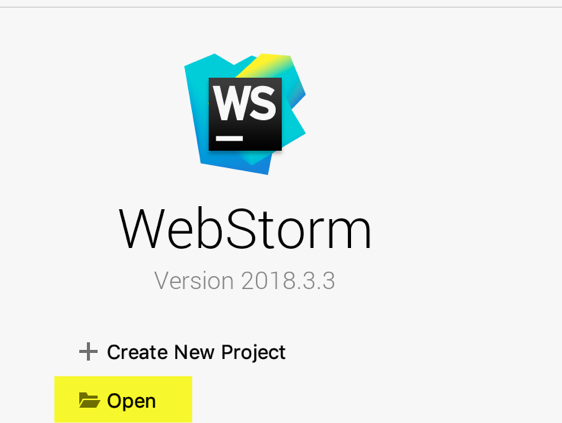 WS
WebStorm
Version 2018.3.3
Create New Project
Open